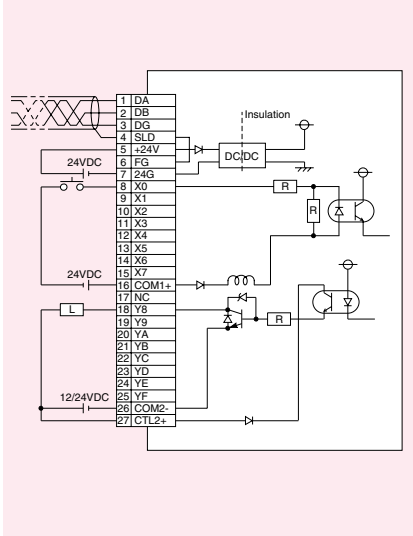 1 DA
2 DB
3 DG
4 SLD
5 +24V
6 FG
7 24G
8 X0
9 X1
10 X2
11 X3
12 X4
13 X5
14 X6
15 X7
16 COM1+
17 NC
18 Y8
19 Y9
20 YA
21 YB
22 YC
23 YD
24 YE
25 YF
26 COM2-
27 CTL2+
24VDC
24VDC
L
12/24VDC
Insulation
DC DC
R
R
R